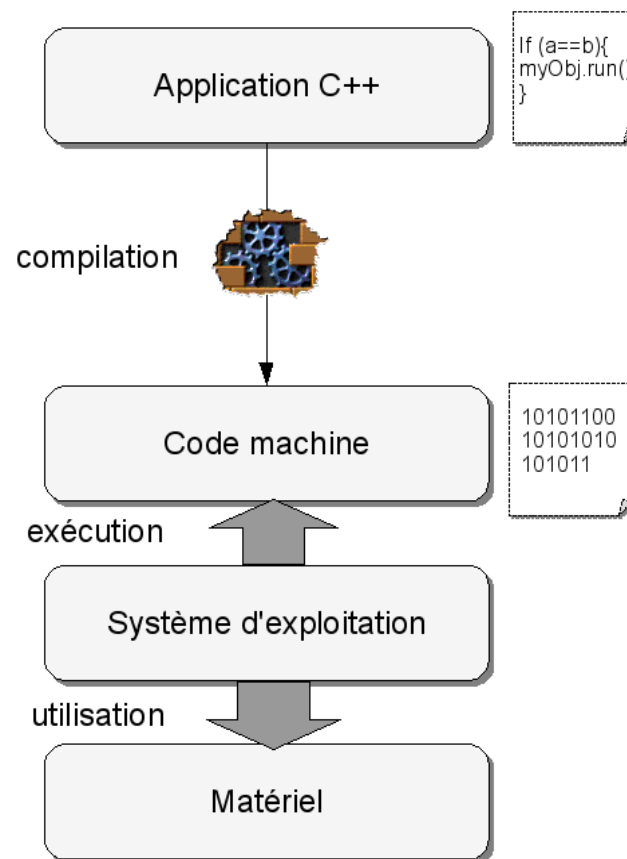 Application C++
If (a==b){
myObj.run()
}
compilation
Code machine
10101100
10101010
101011
exécution
Système d'exploitation
utilisation
Matériel